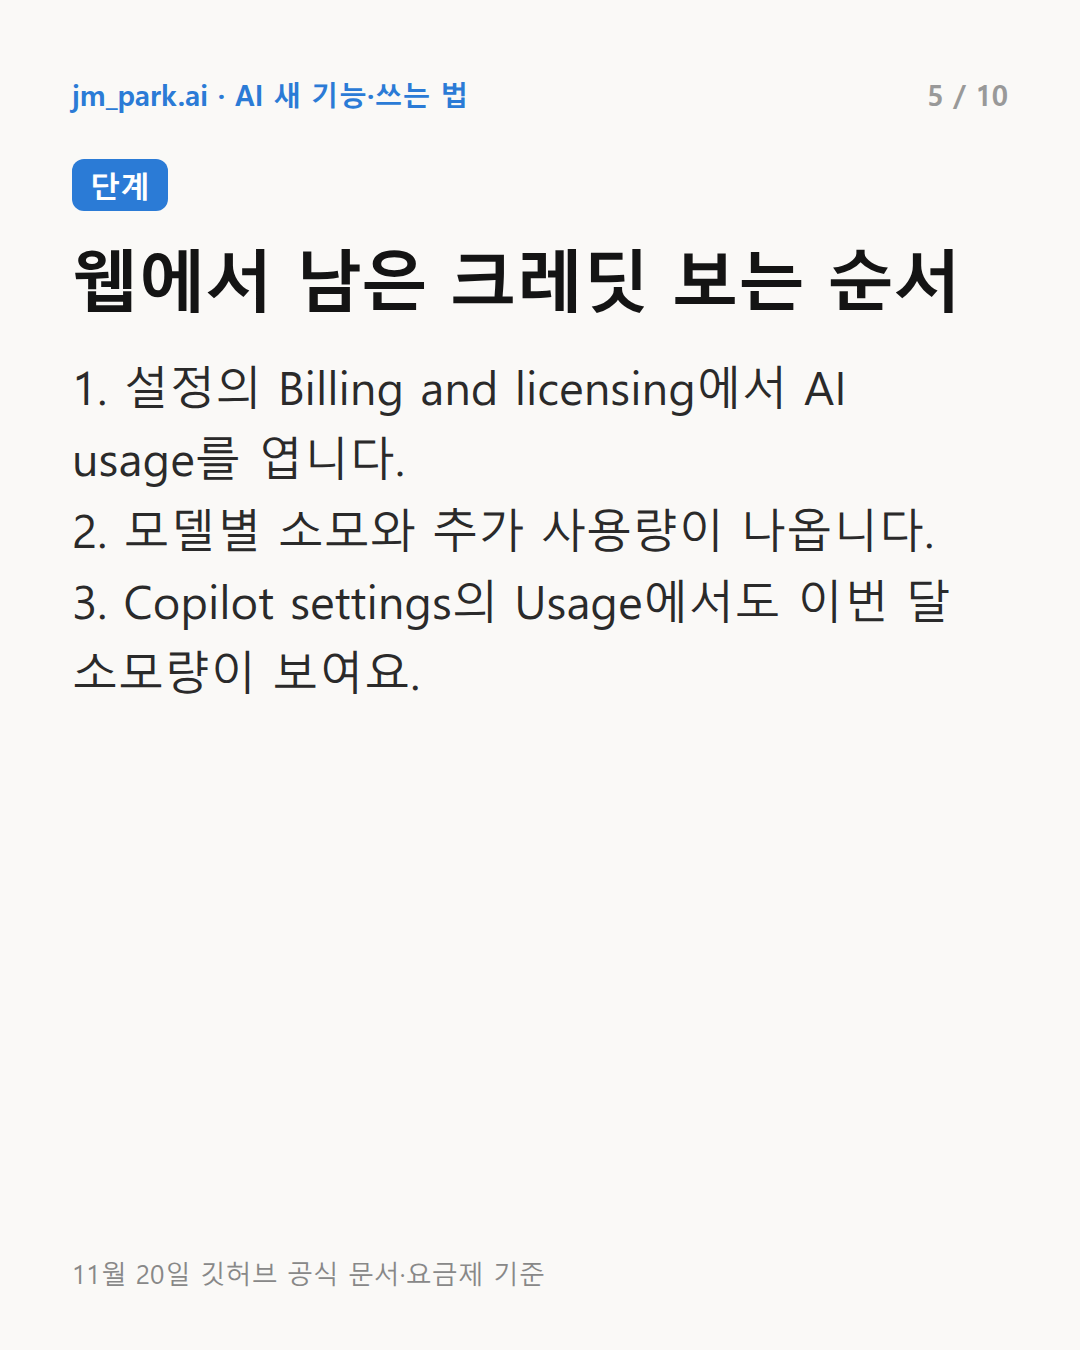 jm_park.ai · AI 새 기능·쓰는 법
5 / 10
단계
웹에서 남은 크레딧 보는 순서
1. 설정의 Billing and licensing에서 AI
usage를 엽니다.
2. 모델별 소모와 추가 사용량이 나옵니다.
3. Copilot settings의 Usage에서도 이번 달
소모량이 보여요.
11월 20일 깃허브 공식 문서·요금제 기준